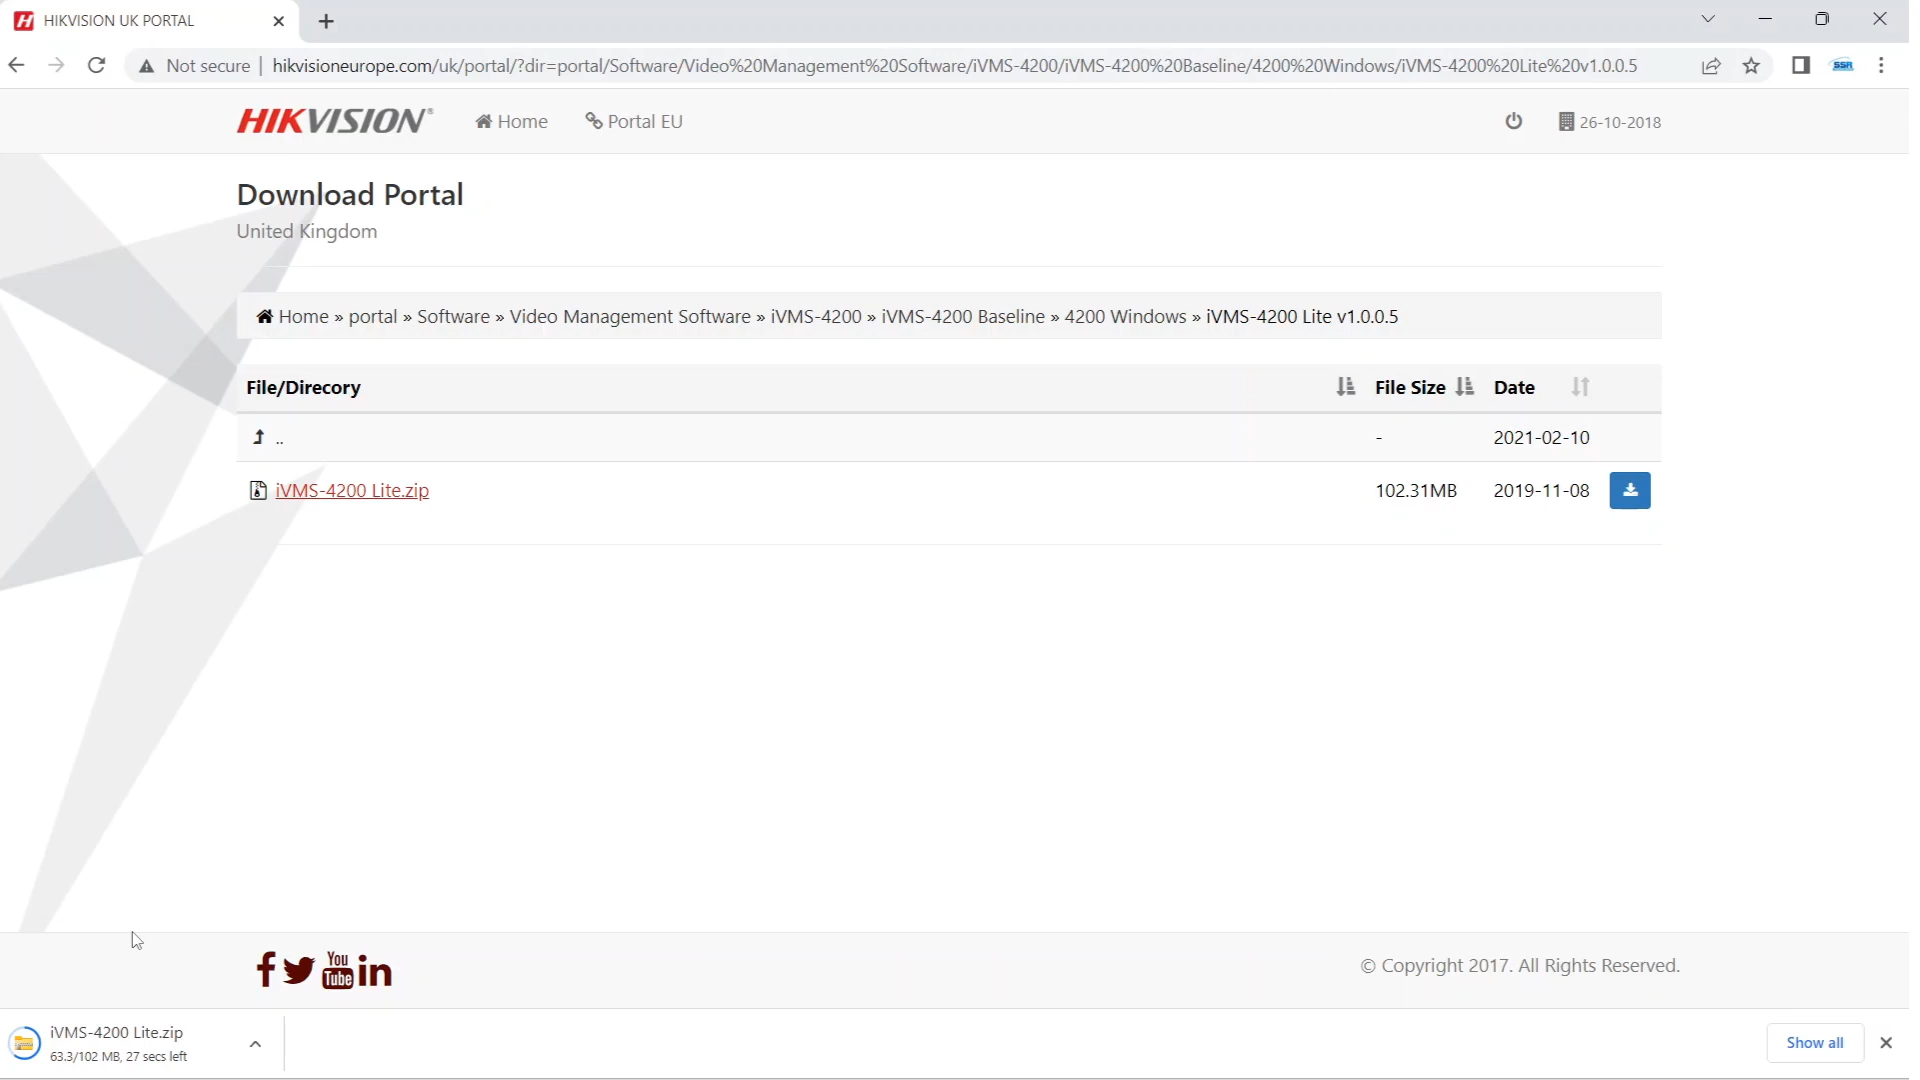 HIKVISION UK PORTAL
Not secure | hikvisioneurope.com/uk/portal/?dir=portal/Software/Video%20Management%20Software/iVMS-4200/iVMS-4200%20Baseline/4200%20Windows/iVMS-4200%20Lite%20v1.0.0.5
SSR
HIKVISION® Home Portal EU 26-10-2018
Download Portal
United Kingdom
Home » portal » Software » Video Management Software » iVMS-4200 » iVMS-4200 Baseline » 4200 Windows » iVMS-4200 Lite v1.0.0.5
File/Direcory File Size Date
.. - 2021-02-10
iVMS-4200 Lite.zip 102.31MB 2019-11-08
f You Tube in
© Copyright 2017. All Rights Reserved.
iVMS-4200 Lite.zip
63.3/102 MB, 27 secs left
Show all